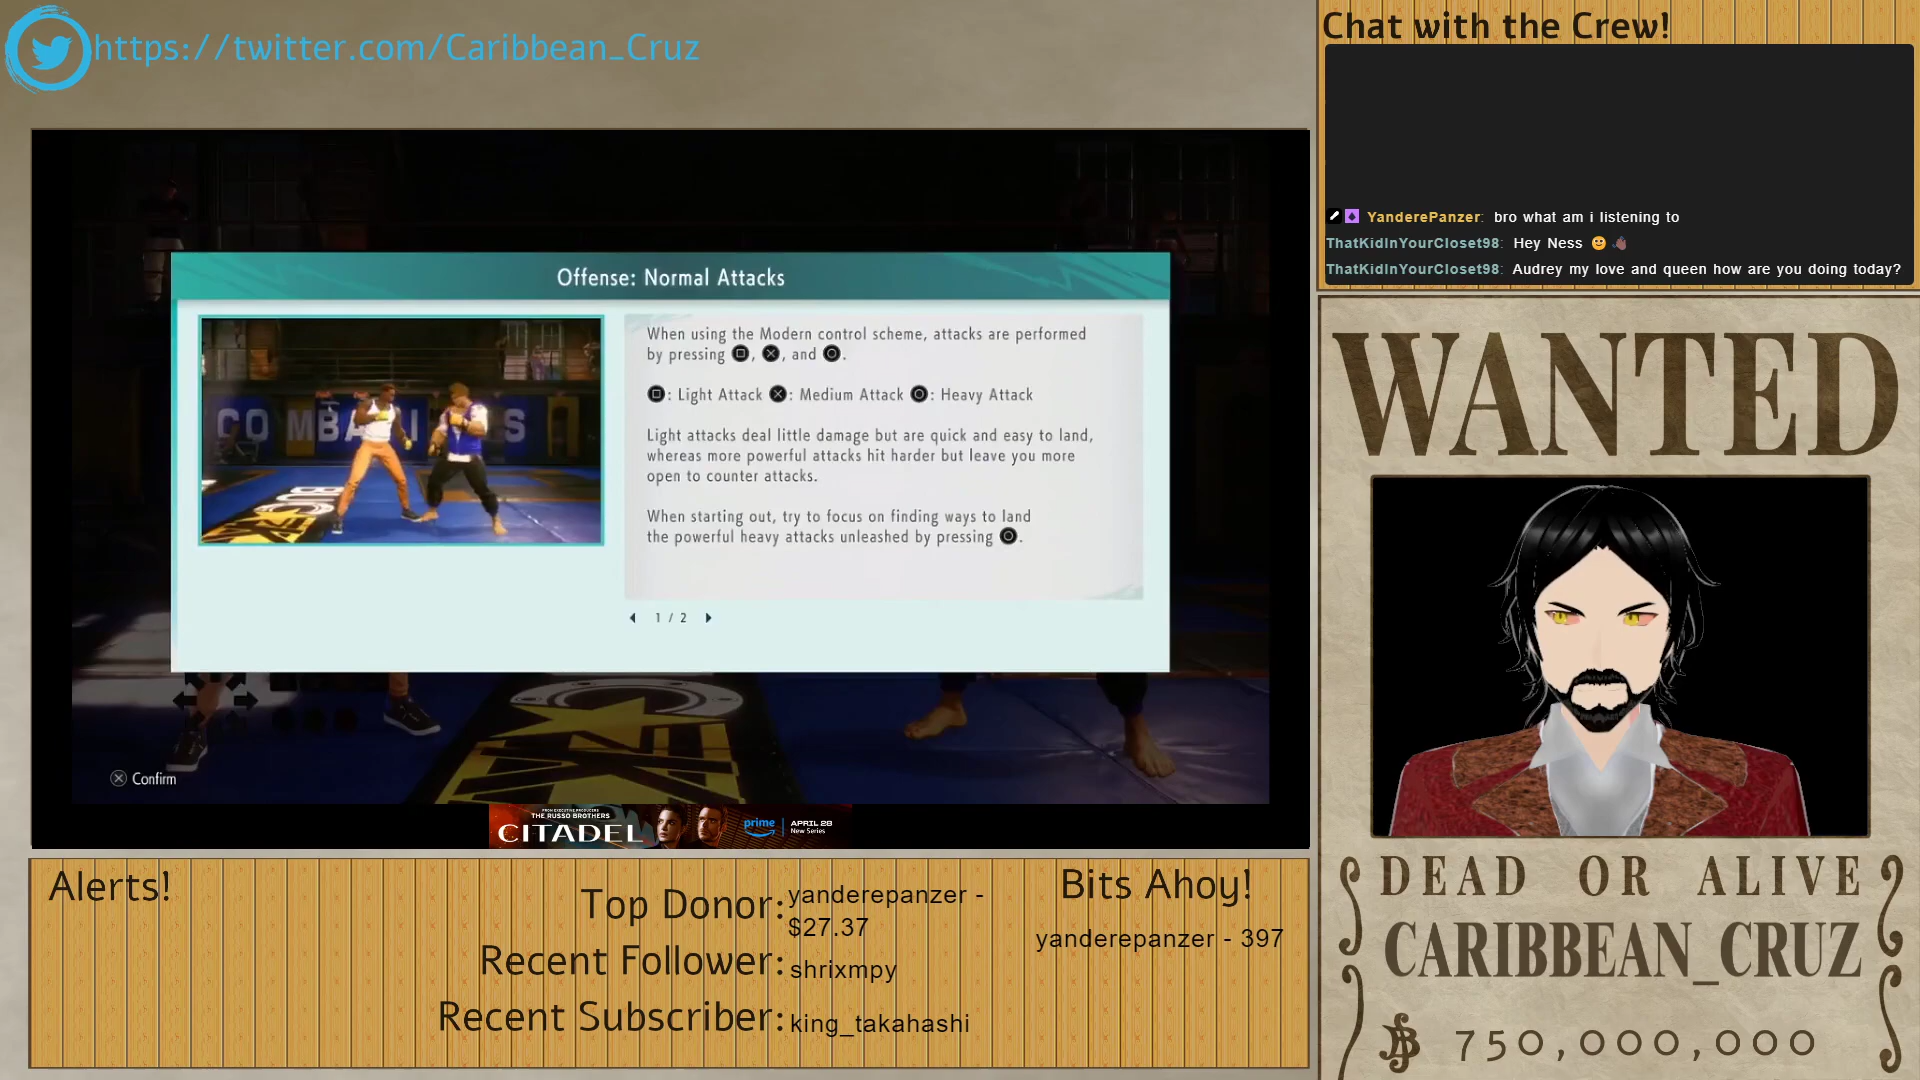 https://twitter.com/Caribbean_Cruz
Chat with the Crew!
YanderePanzer: bro what am i listening to
ThatKidInYourCloset98: Hey Ness
ThatKidInYourCloset98: Audrey my love and queen how are you doing today?
Offense: Normal Attacks
When using the Modern control scheme, attacks are performed
by pressing , , and .
: Light Attack : Medium Attack : Heavy Attack
Light attacks deal little damage but are quick and easy to land,
whereas more powerful attacks hit harder but leave you more
open to counter attacks.
When starting out, try to focus on finding ways to land
the powerful heavy attacks unleashed by pressing .
1 / 2
Confirm
FROM EXECUTIVE PRODUCERS
THE RUSSO BROTHERS
CITADEL
prime
APRIL 28
New Series
WANTED
DEAD OR ALIVE
CARIBBEAN_CRUZ
750,000,000
Alerts!
Top Donor: yanderepanzer -
$27.37
Recent Follower: shrixmpy
Recent Subscriber: king_takahashi
Bits Ahoy!
yanderepanzer - 397